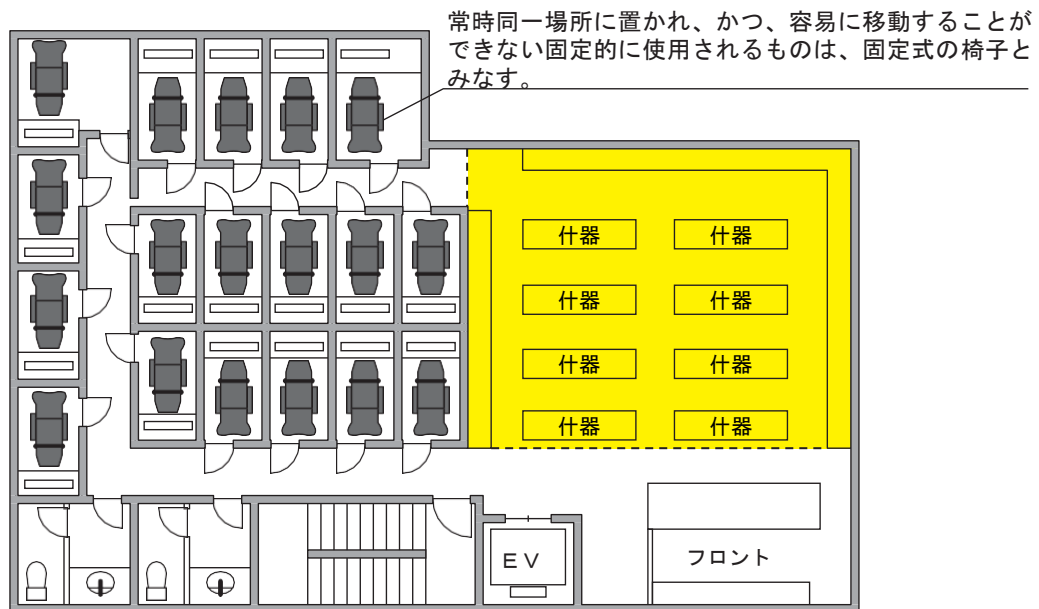 常時同一場所に置かれ、かつ、容易に移動することが
できない固定的に使用されるものは、固定式の椅子と
みなす。
什器 什器
什器 什器
什器 什器
什器 什器
EV
フロント